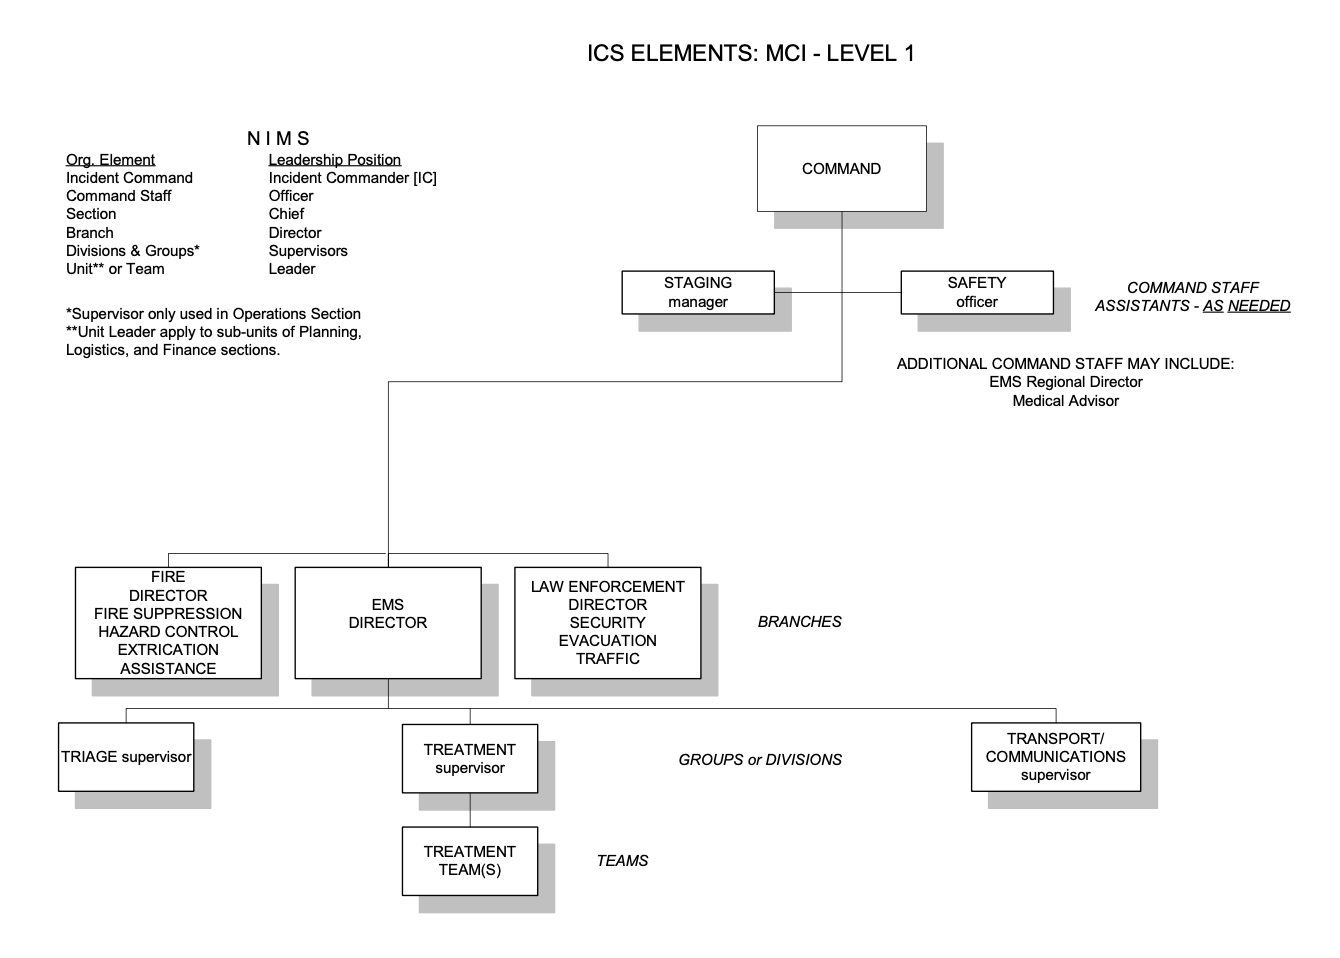 ICS ELEMENTS: MCI - LEVEL 1
N I M S
Org. Element Leadership Position
Incident Command Incident Commander [IC]
Command Staff Officer
Section Chief
Branch Director
Divisions & Groups* Supervisors
Unit** or Team Leader
*Supervisor only used in Operations Section
**Unit Leader apply to sub-units of Planning,
Logistics, and Finance sections.
COMMAND
STAGING
manager
SAFETY
officer
COMMAND STAFF
ASSISTANTS - AS NEEDED
ADDITIONAL COMMAND STAFF MAY INCLUDE:
EMS Regional Director
Medical Advisor
FIRE
DIRECTOR
FIRE SUPPRESSION
HAZARD CONTROL
EXTRICATION
ASSISTANCE
EMS
DIRECTOR
LAW ENFORCEMENT
DIRECTOR
SECURITY
EVACUATION
TRAFFIC
BRANCHES
TRIAGE supervisor
TREATMENT
supervisor
GROUPS or DIVISIONS
TRANSPORT/
COMMUNICATIONS
supervisor
TREATMENT
TEAM(S)
TEAMS